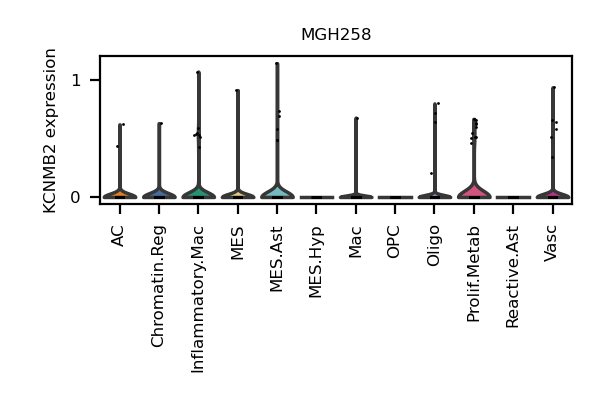 MGH258
KCNMB2 expression
1
0
AC
Chromatin.Reg
Inflammatory.Mac
MES
MES.Ast
MES.Hyp
Mac
OPC
Oligo
Prolif.Metab
Reactive.Ast
Vasc